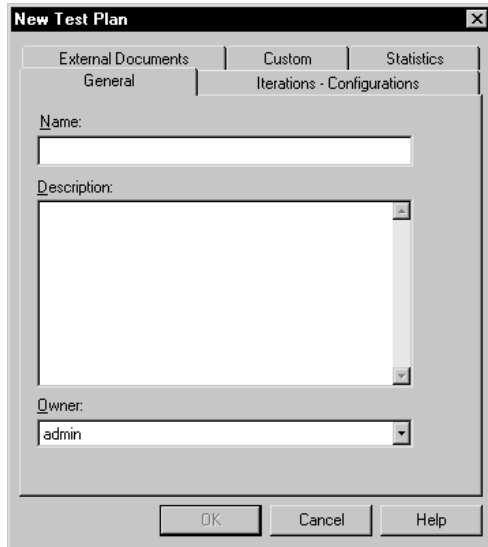 New Test Plan
External Documents
Custom
Statistics
General
Iterations - Configurations
Name:
Description:
Owner:
admin
OK
Cancel
Help